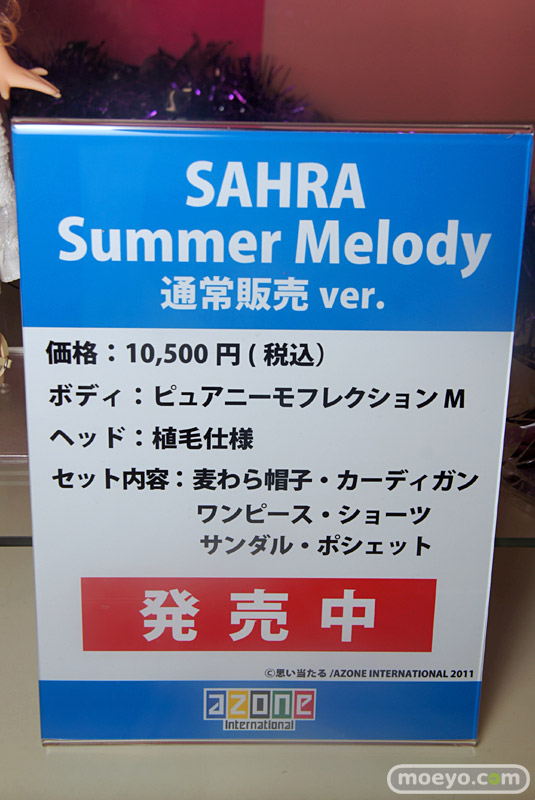 SAHRA
Summer Melody
通常販売 ver.
価格：10,500 円 ( 税込）
ボディ：ピュアニーモフレクション M
ヘッド：植毛仕様
セット内容：麦わら帽子・カーディガン
ワンピース・ショーツ
サンダル・ポシェット
発売中
©思い当たる /AZONE INTERNATIONAL 2011
azone
International
moeyo.com